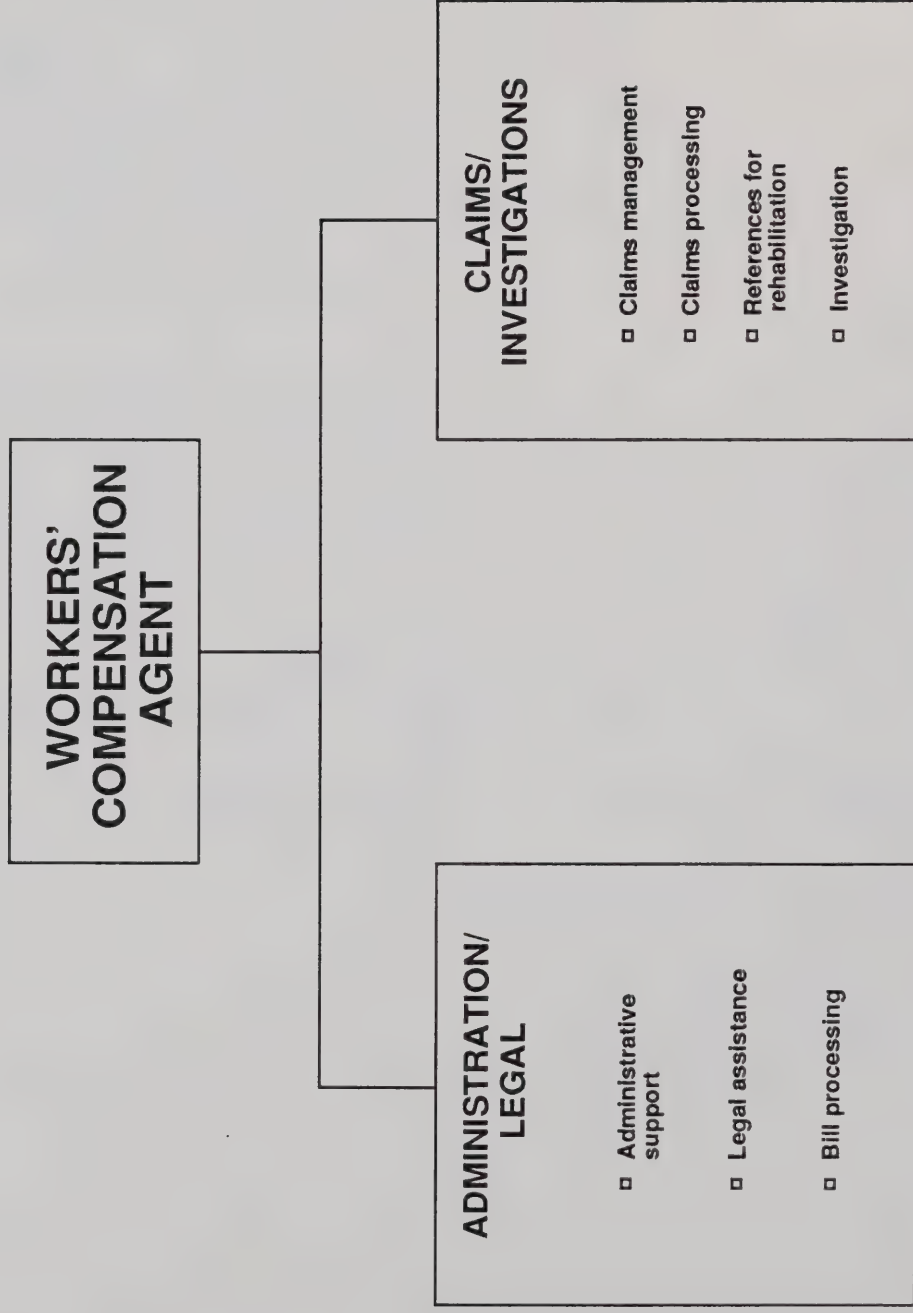 WORKERS'
COMPENSATION
AGENT
ADMINISTRATION/
LEGAL
▫ Administrative
support
▫ Legal assistance
▫ Bill processing
CLAIMS/
INVESTIGATIONS
▫ Claims management
▫ Claims processing
▫ References for
rehabilitation
▫ Investigation